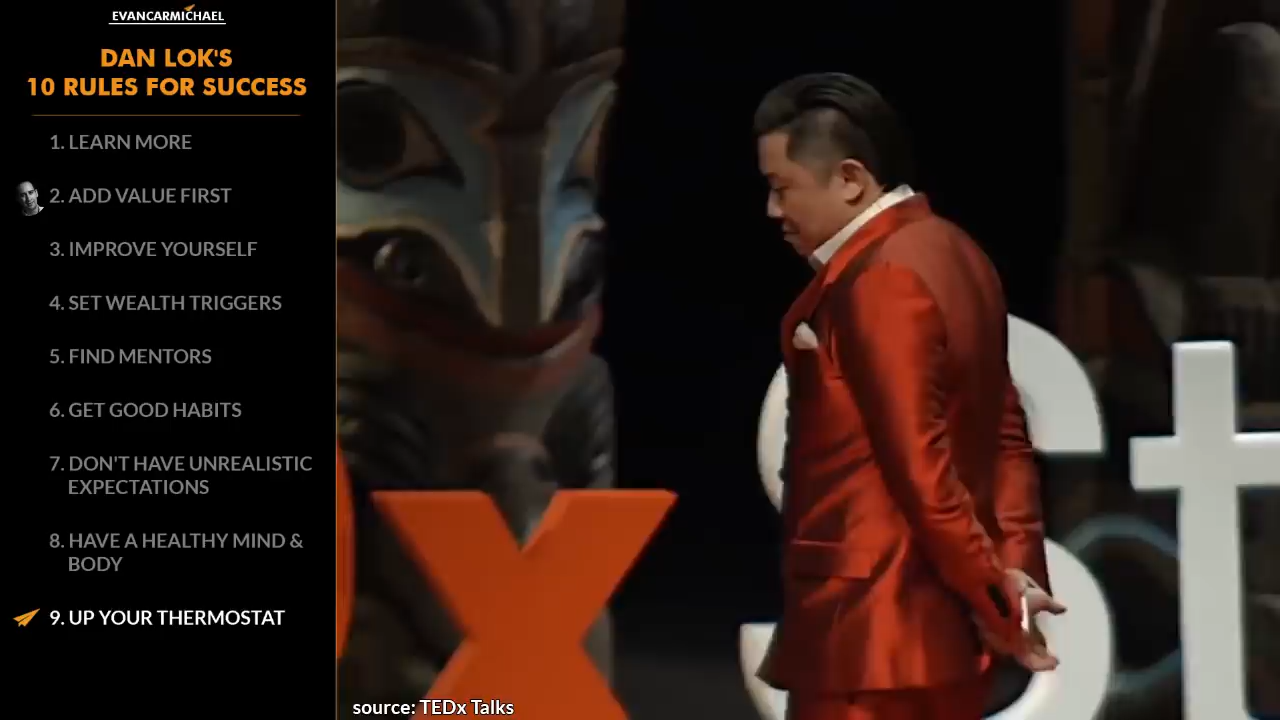 EVANCARMICHAEL
DAN LOK'S
10 RULES FOR SUCCESS
1. LEARN MORE
2. ADD VALUE FIRST
3. IMPROVE YOURSELF
4. SET WEALTH TRIGGERS
5. FIND MENTORS
6. GET GOOD HABITS
7. DON'T HAVE UNREALISTIC
EXPECTATIONS
8. HAVE A HEALTHY MIND &
BODY
9. UP YOUR THERMOSTAT
x St
source: TEDx Talks